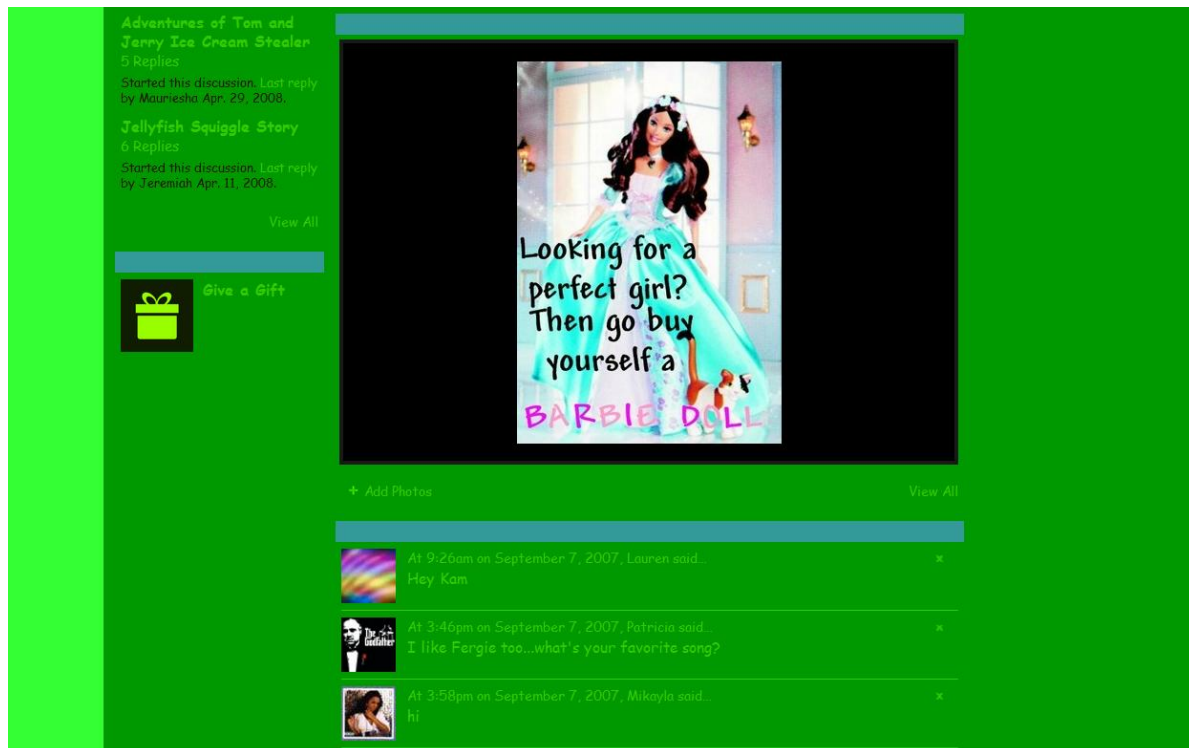 Adventures of Tom and
Jerry Ice Cream Stealer
5 Replies
Started this discussion. Last reply
by Mauriesha Apr. 29, 2008.
Jellyfish Squiggle Story
6 Replies
Started this discussion. Last reply
by Jeremiah Apr. 11, 2008.
View All
Give a Gift
Looking for a
perfect girl?
Then go buy
yourself a
BARBIE DOLL
+ Add Photos
View All
At 9:26am on September 7, 2007, Lauren said...
x
Hey Kam
The Godfather
At 3:46pm on September 7, 2007, Patricia said...
x
I like Fergie too...what's your favorite song?
At 3:58pm on September 7, 2007, Mikayla said...
x
hi